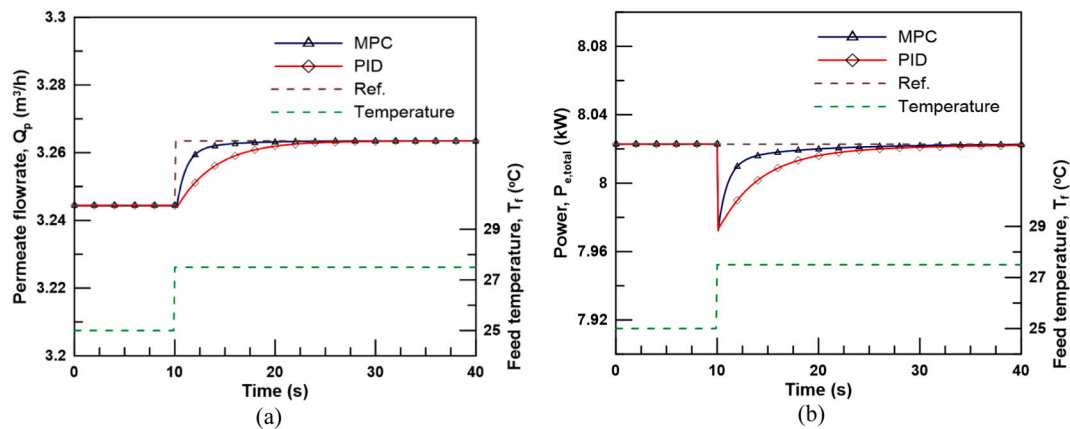 3.3
3.28
3.26
3.24
3.22
3.2
Permeate flowrate, Qp (m³/h)
MPC
PID
Ref.
Temperature
29
27
25
Feed temperature, Tf (°C)
0 10 20 30 40
Time (s)
(a)
8.08
8.04
8
7.96
7.92
Power, Pe,total (kW)
MPC
PID
Ref.
Temperature
29
27
25
Feed temperature, Tf (°C)
0 10 20 30 40
Time (s)
(b)